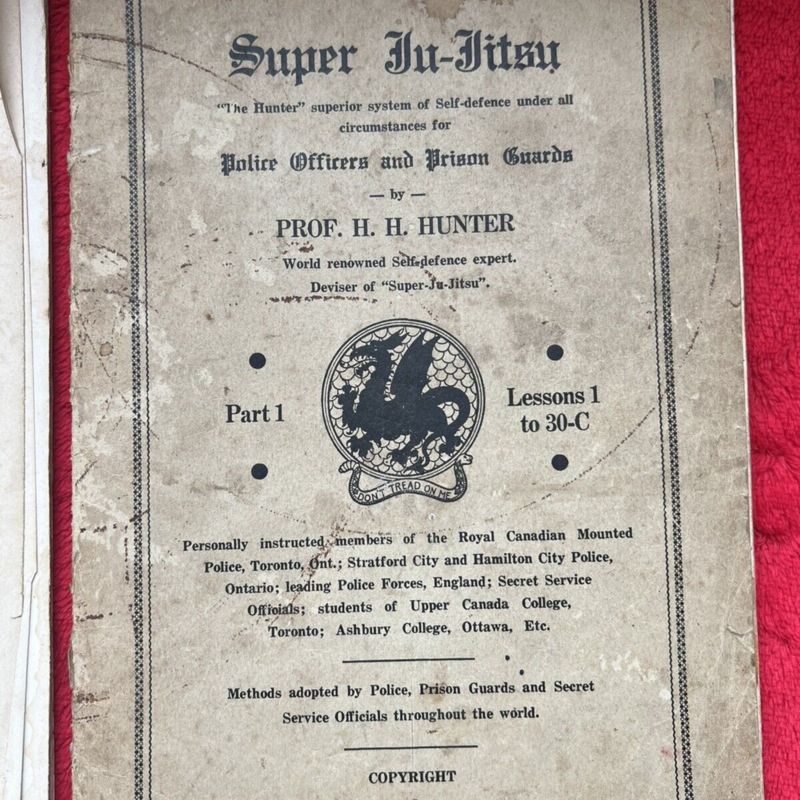 Super Ju-Jitsu
"The Hunter" superior system of Self-defence under all
circumstances for
Police Officers and Prison Guards
— by —
PROF. H. H. HUNTER
World renowned Self-defence expert.
Deviser of "Super-Ju-Jitsu".
Part 1
Lessons 1
to 30-C
DON'T TREAD ON ME
Personally instructed members of the Royal Canadian Mounted
Police, Toronto, Ont.; Stratford City and Hamilton City Police,
Ontario; leading Police Forces, England; Secret Service
Officials; students of Upper Canada College,
Toronto; Ashbury College, Ottawa, Etc.
Methods adopted by Police, Prison Guards and Secret
Service Officials throughout the world.
COPYRIGHT